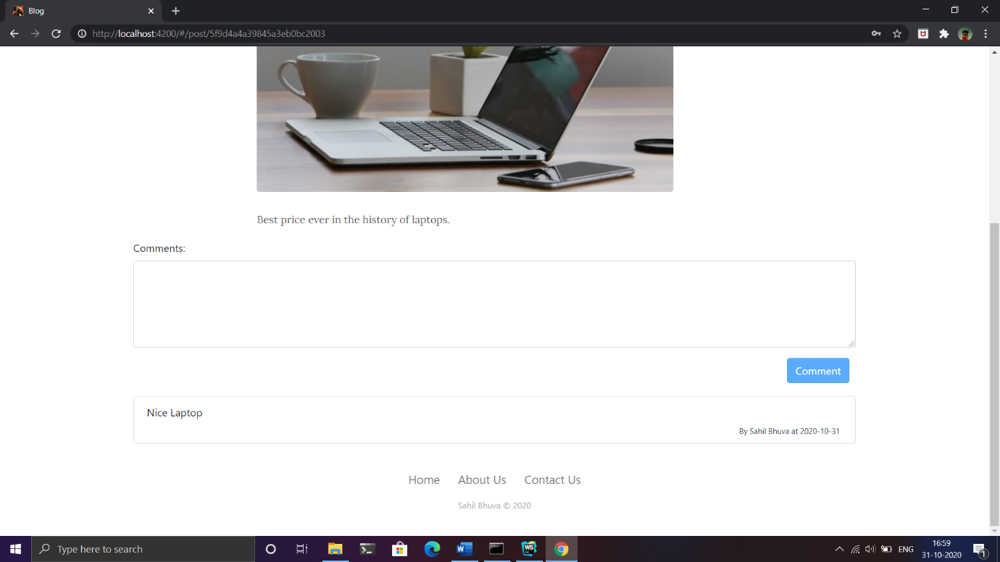 Blog
http://localhost:4200/#/post/5f9d4a4a39845a3eb0bc2003
Best price ever in the history of laptops.
Comments:
Comment
Nice Laptop
By Sahil Bhuva at 2020-10-31
Home About Us Contact Us
Sahil Bhuva © 2020
Type here to search
W
WS
ENG
16:59
31-10-2020
1